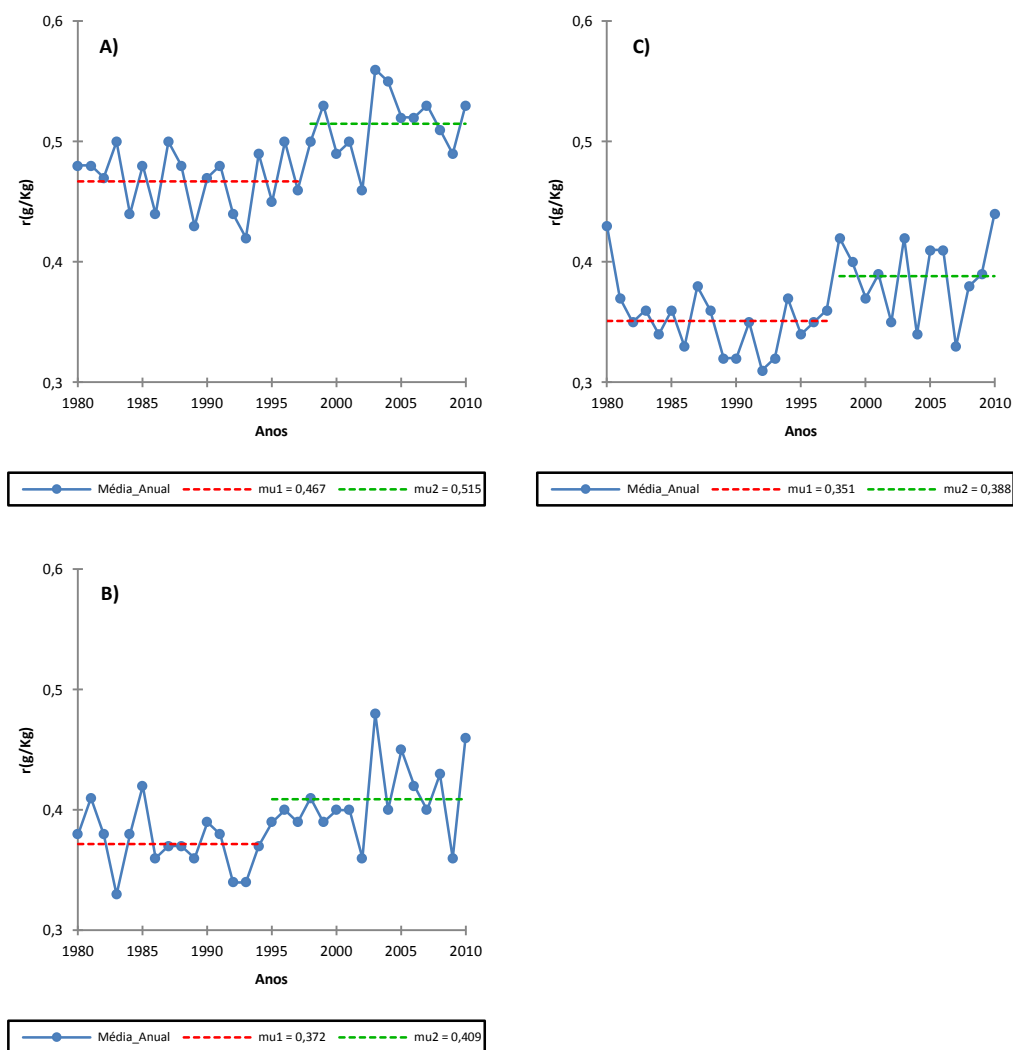 A)
0,6
0,5
0,4
0,3
r(g/Kg)
1980 1985 1990 1995 2000 2005 2010
Anos
Média_Anual mu1 = 0,467 mu2 = 0,515
C)
0,6
0,5
0,4
0,3
r(g/Kg)
1980 1985 1990 1995 2000 2005 2010
Anos
Média_Anual mu1 = 0,351 mu2 = 0,388
B)
0,6
0,5
0,4
0,3
r(g/Kg)
1980 1985 1990 1995 2000 2005 2010
Anos
Média_Anual mu1 = 0,372 mu2 = 0,409